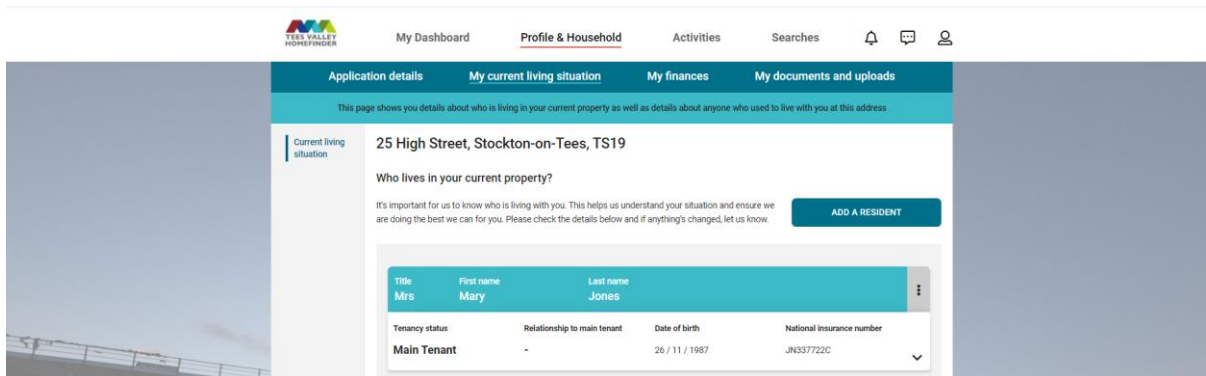 TEES VALLEY
HOMEFINDER
My Dashboard Profile & Household Activities Searches
Application details My current living situation My finances My documents and uploads
This page shows you details about who is living in your current property as well as details about anyone who used to live with you at this address
Current living
situation
25 High Street, Stockton-on-Tees, TS19
Who lives in your current property?
It's important for us to know who is living with you. This helps us understand your situation and ensure we
are doing the best we can for you. Please check the details below and if anything's changed, let us know.
ADD A RESIDENT
Title First name Last name
Mrs Mary Jones
Tenancy status Relationship to main tenant Date of birth National insurance number
Main Tenant - 26 / 11 / 1987 JN337722C